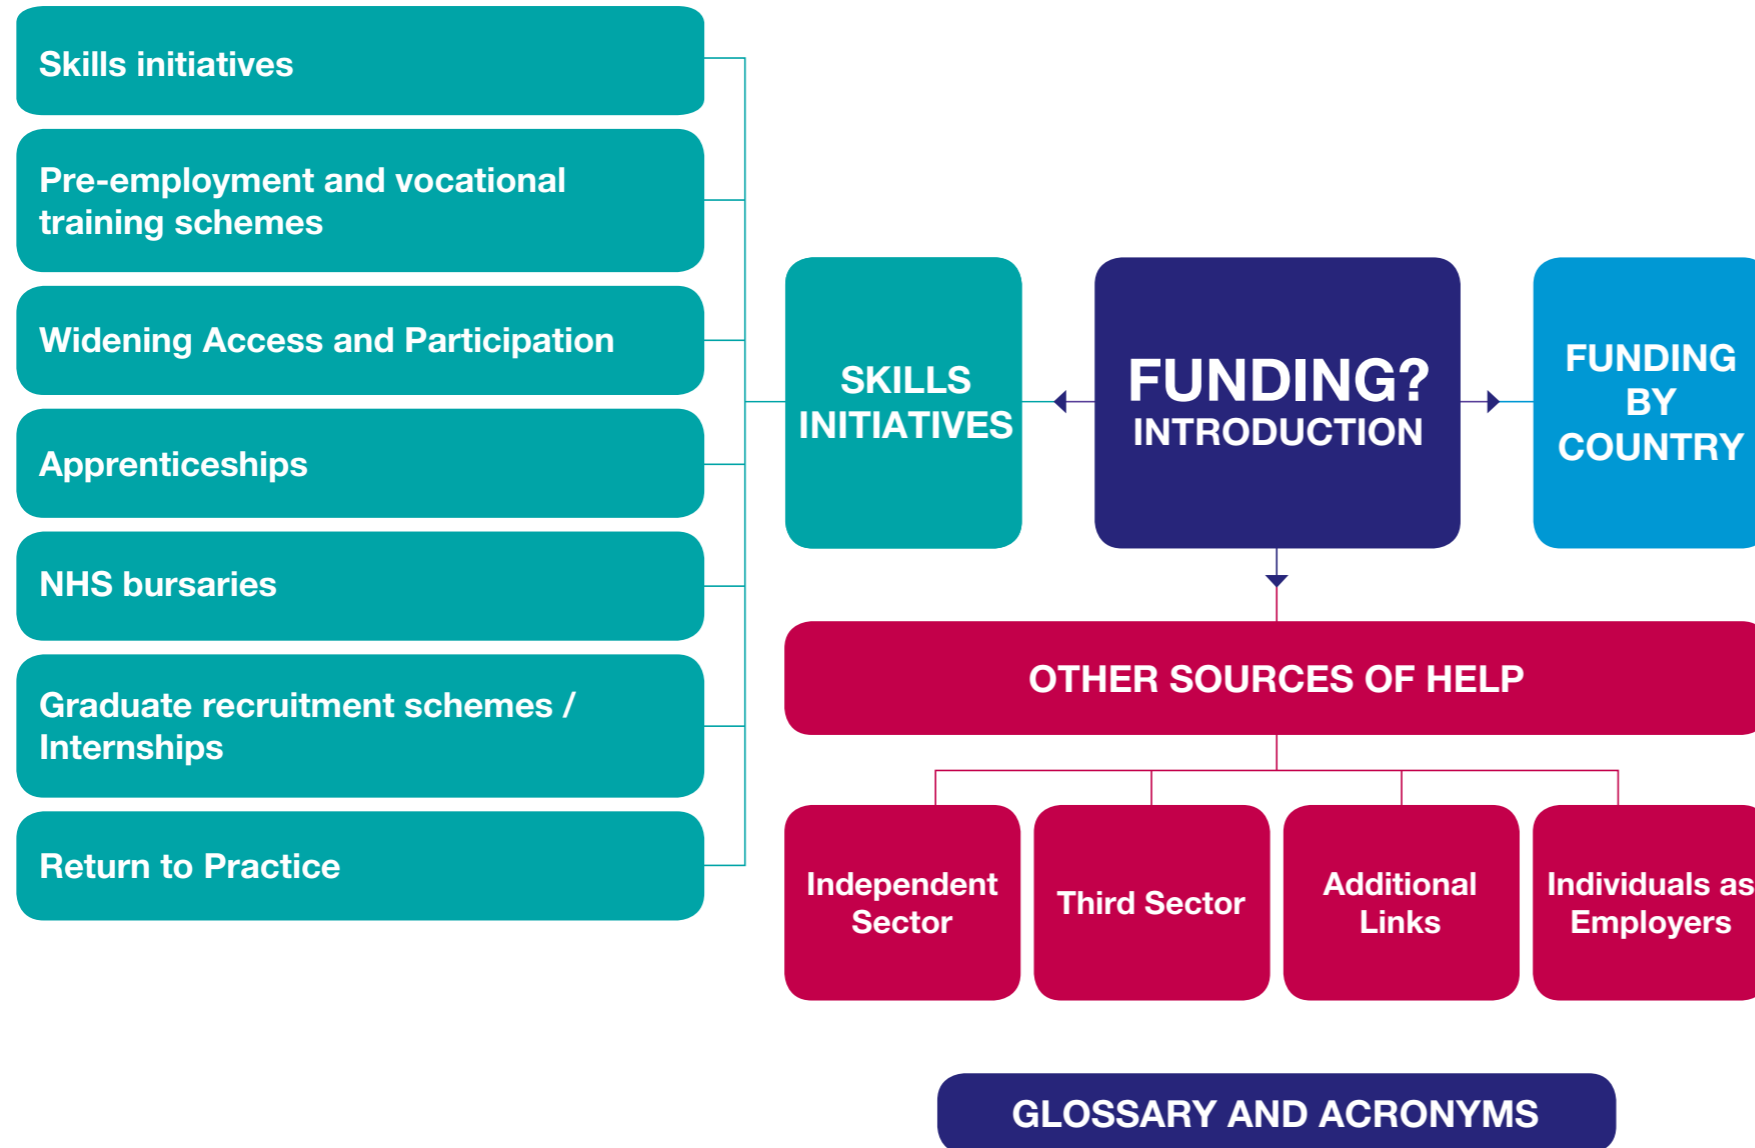 Skills initiatives
Pre-employment and vocational
training schemes
Widening Access and Participation
Apprenticeships
NHS bursaries
Graduate recruitment schemes /
Internships
Return to Practice
SKILLS
INITIATIVES
FUNDING?
INTRODUCTION
FUNDING
BY
COUNTRY
OTHER SOURCES OF HELP
Independent
Sector
Third Sector
Additional
Links
Individuals as
Employers
GLOSSARY AND ACRONYMS